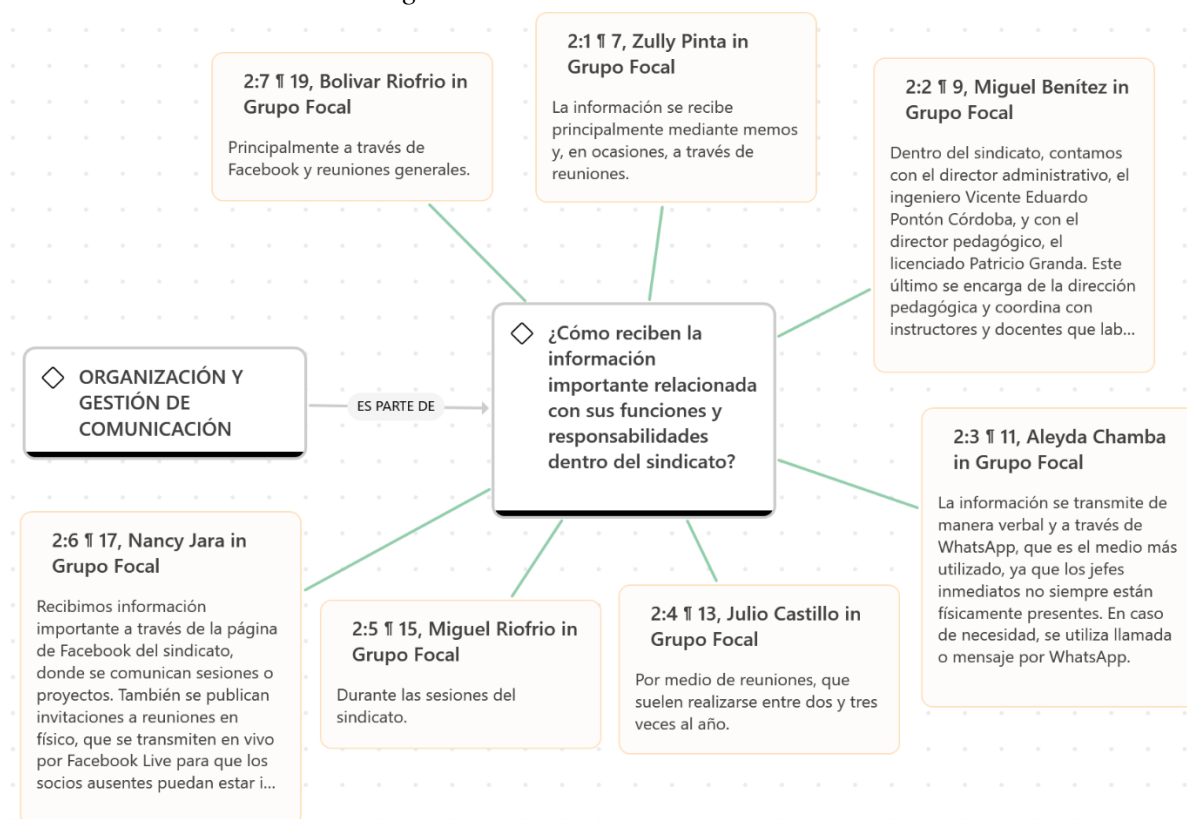 2:1 ¶ 7, Zully Pinta in
Grupo Focal
La información se recibe
principalmente mediante memos
y, en ocasiones, a través de
reuniones.
2:7 ¶ 19, Bolivar Riofrio in
Grupo Focal
Principalmente a través de
Facebook y reuniones generales.
2:2 ¶ 9, Miguel Benítez in
Grupo Focal
Dentro del sindicato, contamos
con el director administrativo, el
ingeniero Vicente Eduardo
Pontón Córdoba, y con el
director pedagógico, el
licenciado Patricio Granda. Este
último se encarga de la dirección
pedagógica y coordina con
instructores y docentes que lab...
ORGANIZACIÓN Y
GESTIÓN DE
COMUNICACIÓN
ES PARTE DE
¿Cómo reciben la
información
importante relacionada
con sus funciones y
responsabilidades
dentro del sindicato?
2:3 ¶ 11, Aleyda Chamba
in Grupo Focal
La información se transmite de
manera verbal y a través de
WhatsApp, que es el medio más
utilizado, ya que los jefes
inmediatos no siempre están
físicamente presentes. En caso
de necesidad, se utiliza llamada
o mensaje por WhatsApp.
2:6 ¶ 17, Nancy Jara in
Grupo Focal
Recibimos información
importante a través de la página
de Facebook del sindicato,
donde se comunican sesiones o
proyectos. También se publican
invitaciones a reuniones en
físico, que se transmiten en vivo
por Facebook Live para que los
socios ausentes puedan estar i...
2:5 ¶ 15, Miguel Riofrio in
Grupo Focal
Durante las sesiones del
sindicato.
2:4 ¶ 13, Julio Castillo in
Grupo Focal
Por medio de reuniones, que
suelen realizarse entre dos y tres
veces al año.